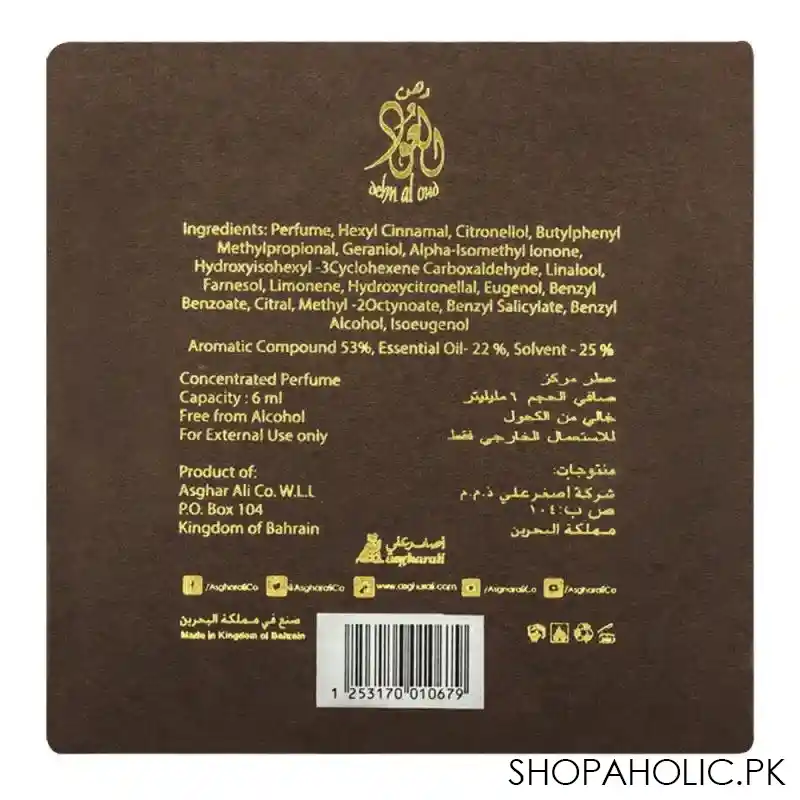 دهن
العود
dehn al oud
Ingredients: Perfume, Hexyl Cinnamal, Citronellol, Butylphenyl
Methylpropional, Geraniol, Alpha-Isomethyl Ionone,
Hydroxyisohexyl -3Cyclohexene Carboxaldehyde, Linalool,
Farnesol, Limonene, Hydroxycitronellal, Eugenol, Benzyl
Benzoate, Citral, Methyl -2Octynoate, Benzyl Salicylate, Benzyl
Alcohol, Isoeugenol
Aromatic Compound 53%, Essential Oil- 22 %, Solvent - 25 %
Concentrated Perfume
Capacity : 6 ml
Free from Alcohol
For External Use only
عطر مركز
صافي الحجم ٦ مليليتر
خالي من الكحول
للاستعمال الخارجي فقط
Product of:
Asghar Ali Co. W.L.L
P.O. Box 104
Kingdom of Bahrain
منتوجات:
شركة أصغر علي ذ.م.م
ص ب: ١٠٤
مملكة البحرين
أصغر علي
asgharali
/AsgharaliCo
@AsgharaliCo
www.asgharali.com
/AsgharaliCo
/AsgharaliCo
صنع في مملكة البحرين
Made in Kingdom of Bahrain
1 253170 010679
SHOPAHOLIC.PK